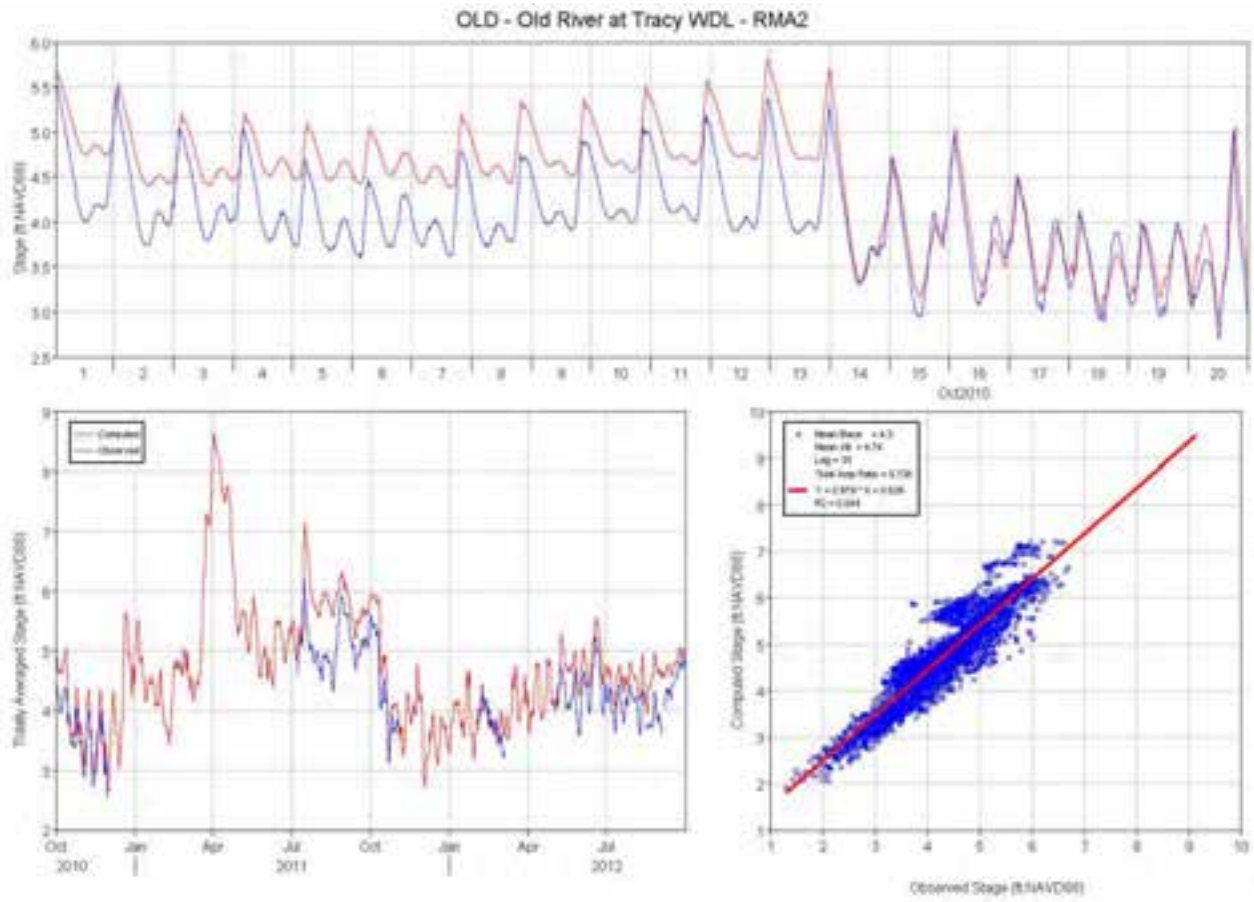 OLD - Old River at Tracy WDL - RMA2
Stage (ft NAVD88)
6.0
5.5
5.0
4.5
4.0
3.5
3.0
2.5
1 2 3 4 5 6 7 8 9 10 11 12 13 14 15 16 17 18 19 20
Oct2010
Computed
Observed
Tidally Averaged Stage (ft NAVD88)
9
8
7
6
5
4
3
2
Oct Jan Apr Jul Oct Jan Apr Jul
2010 2011 2012
Computed Stage (ft NAVD88)
10
9
8
7
6
5
4
3
2
1
1 2 3 4 5 6 7 8 9 10
Observed Stage (ft NAVD88)